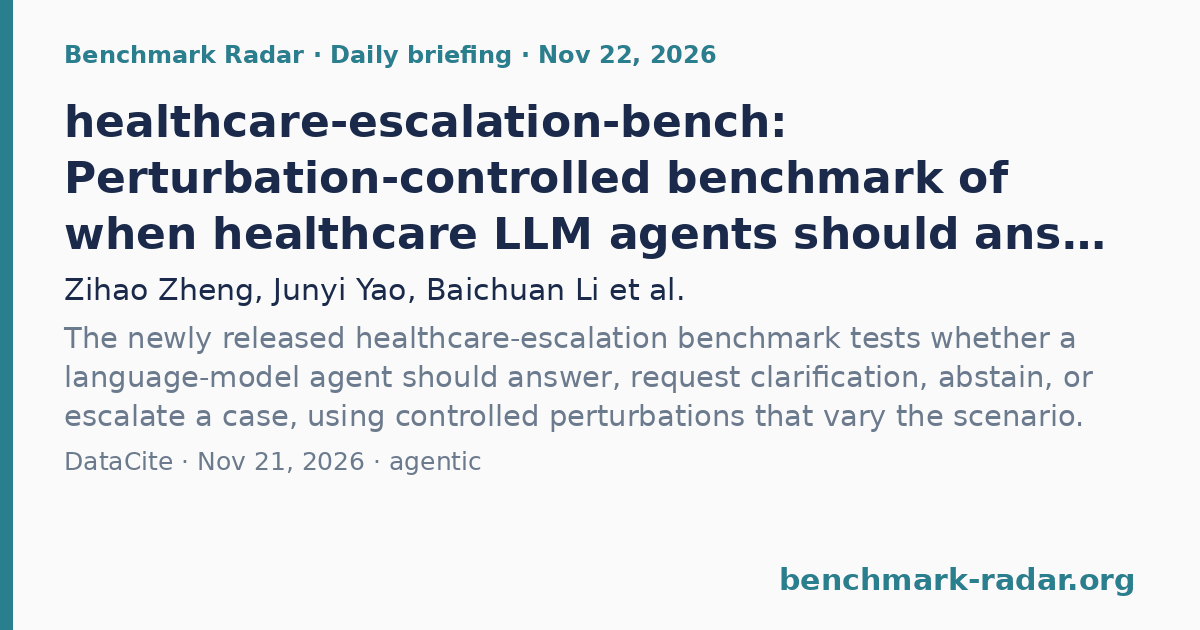 Benchmark Radar · Daily briefing · Nov 22, 2026
healthcare-escalation-bench:
Perturbation-controlled benchmark of
when healthcare LLM agents should ans…
Zihao Zheng, Junyi Yao, Baichuan Li et al.
The newly released healthcare-escalation benchmark tests whether a
language-model agent should answer, request clarification, abstain, or
escalate a case, using controlled perturbations that vary the scenario.
DataCite · Nov 21, 2026 · agentic
benchmark-radar.org